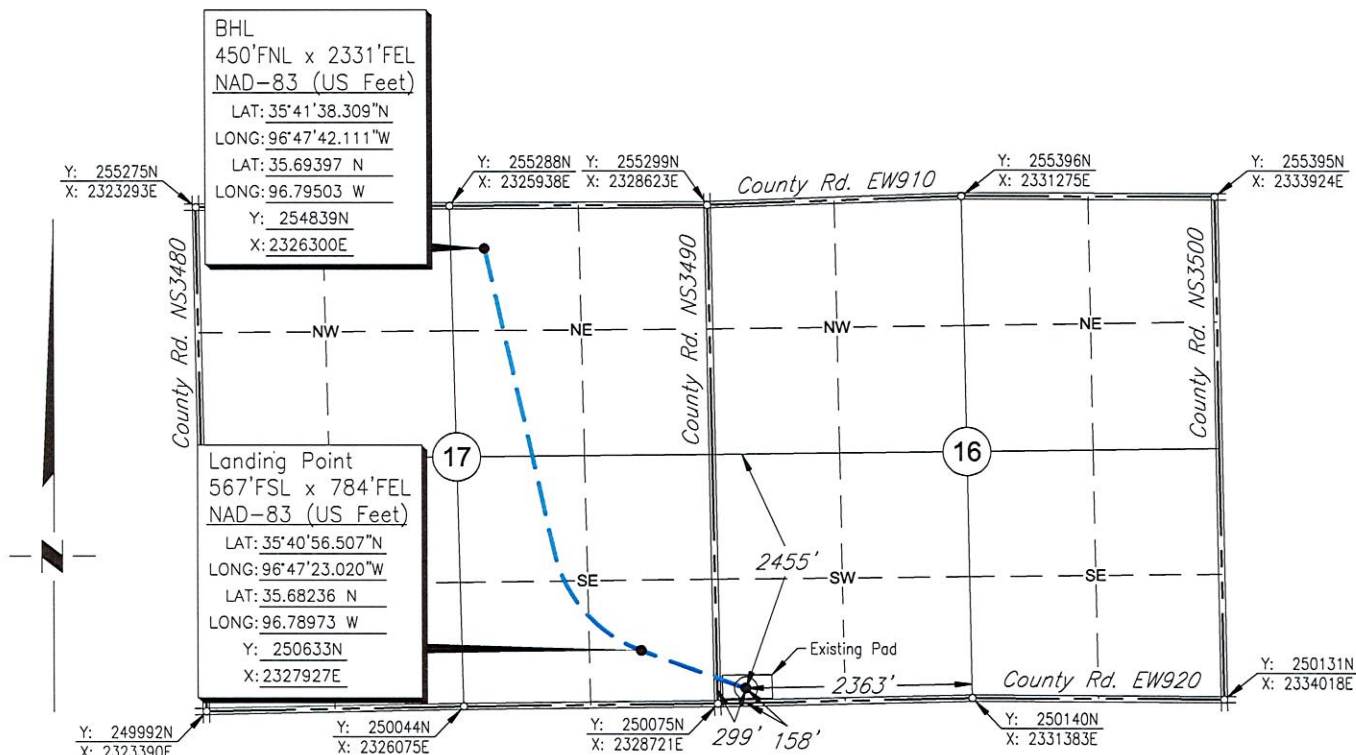 BHL
450'FNL x 2331'FEL
NAD-83 (US Feet)
LAT: 35°41'38.309"N
LONG: 96°47'42.111"W
LAT: 35.69397 N
LONG: 96.79503 W
Y: 254839N
X: 2326300E
Y: 255275N
X: 2323293E
Y: 255288N
X: 2325938E
Y: 255299N
X: 2328623E
County Rd. EW910
Y: 255396N
X: 2331275E
Y: 255395N
X: 2333924E
County Rd. NS3480
County Rd. NS3490
County Rd. NS3500
NW
NE
NW
NE
17
16
Landing Point
567'FSL x 784'FEL
NAD-83 (US Feet)
LAT: 35°40'56.507"N
LONG: 96°47'23.020"W
LAT: 35.68236 N
LONG: 96.78973 W
Y: 250633N
X: 2327927E
N
SE
SW
SE
2455'
Existing Pad
2363'
County Rd. EW920
299'
158'
Y: 249992N
X: 2323390E
Y: 250044N
X: 2326075E
Y: 250075N
X: 2328721E
Y: 250140N
X: 2331383E
Y: 250131N
X: 2334018E